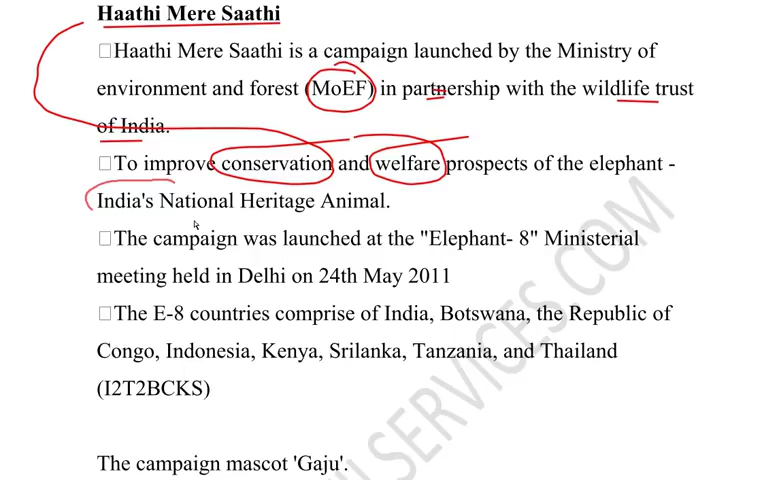 Haathi Mere Saathi
□Haathi Mere Saathi is a campaign launched by the Ministry of
environment and forest (MoEF) in partnership with the wildlife trust
of India.
□To improve conservation and welfare prospects of the elephant -
India's National Heritage Animal.
□The campaign was launched at the "Elephant- 8" Ministerial
meeting held in Delhi on 24th May 2011
□The E-8 countries comprise of India, Botswana, the Republic of
Congo, Indonesia, Kenya, Srilanka, Tanzania, and Thailand
(I2T2BCKS)
The campaign mascot 'Gaju'.
SERVICES.COM